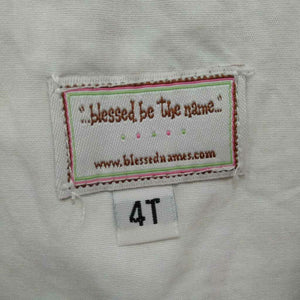 "...blessed be the name..."
www.blessednames.com
4T